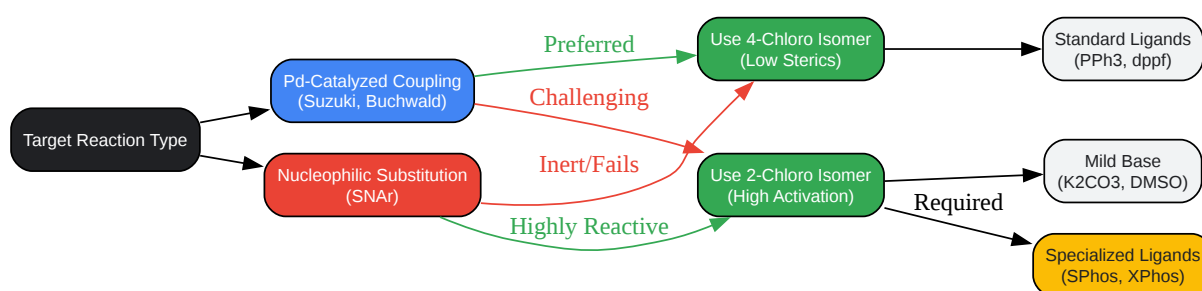 Target Reaction Type
Pd-Catalyzed Coupling
(Suzuki, Buchwald)
Nucleophilic Substitution
(SNAr)
Preferred
Challenging
Inert/Fails
Highly Reactive
Use 4-Chloro Isomer
(Low Sterics)
Use 2-Chloro Isomer
(High Activation)
Required
Standard Ligands
(PPh3, dppf)
Mild Base
(K2CO3, DMSO)
Specialized Ligands
(SPhos, XPhos)